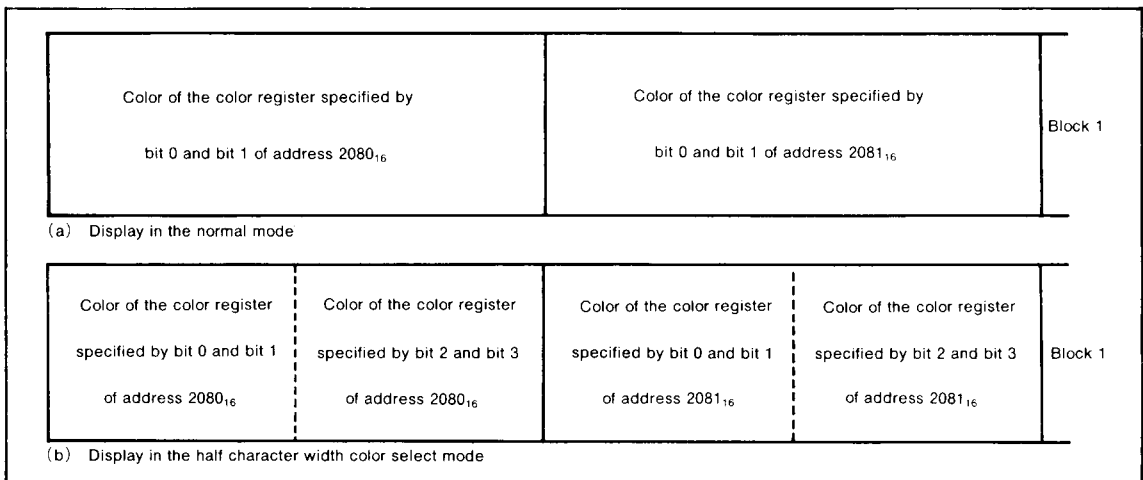 Color of the color register specified by
bit 0 and bit 1 of address 2080₁₆
Color of the color register specified by
bit 0 and bit 1 of address 2081₁₆
Block 1
(a) Display in the normal mode
Color of the color register
specified by bit 0 and bit 1
of address 2080₁₆
Color of the color register
specified by bit 2 and bit 3
of address 2080₁₆
Color of the color register
specified by bit 0 and bit 1
of address 2081₁₆
Color of the color register
specified by bit 2 and bit 3
of address 2081₁₆
Block 1
(b) Display in the half character width color select mode